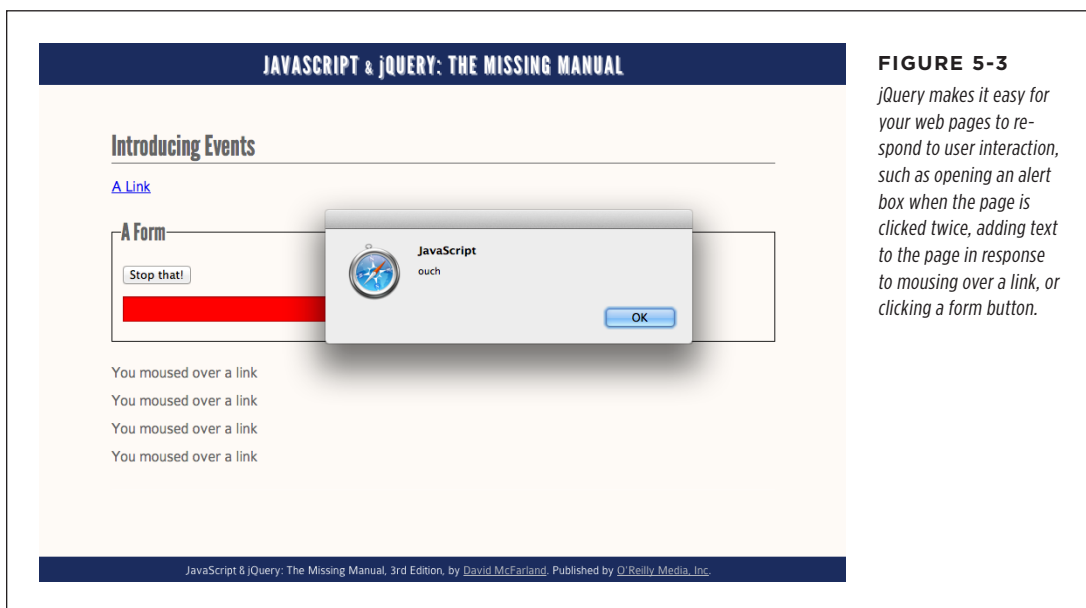 JAVASCRIPT & jQUERY: THE MISSING MANUAL
Introducing Events
A Link
A Form
Stop that!
JavaScript
ouch
OK
You moused over a link
You moused over a link
You moused over a link
You moused over a link
JavaScript & jQuery: The Missing Manual, 3rd Edition, by David McFarland. Published by O'Reilly Media, Inc.
FIGURE 5-3
jQuery makes it easy for
your web pages to re-
spond to user interaction,
such as opening an alert
box when the page is
clicked twice, adding text
to the page in response
to mousing over a link, or
clicking a form button.